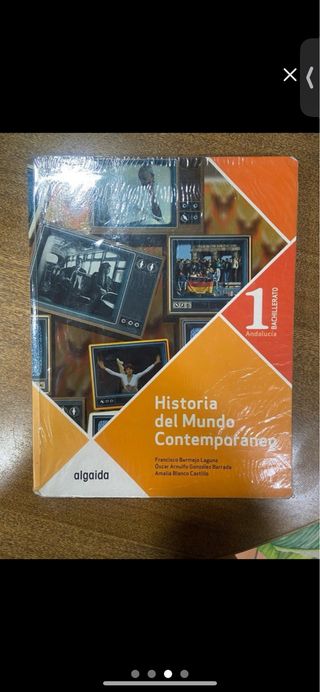 1
BACHILLERATO
Andalucía
Historia
del Mundo
Contemporáneo
Francisco Bermejo Laguna
Óscar Arnulfo González Barrada
Amalia Blanco Castillo
algaida